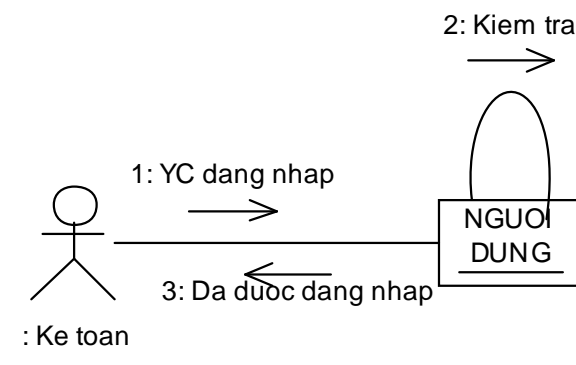 2: Kiem tra
1: YC dang nhap
NGUOI
DUNG
3: Da duoc dang nhap
: Ke toan